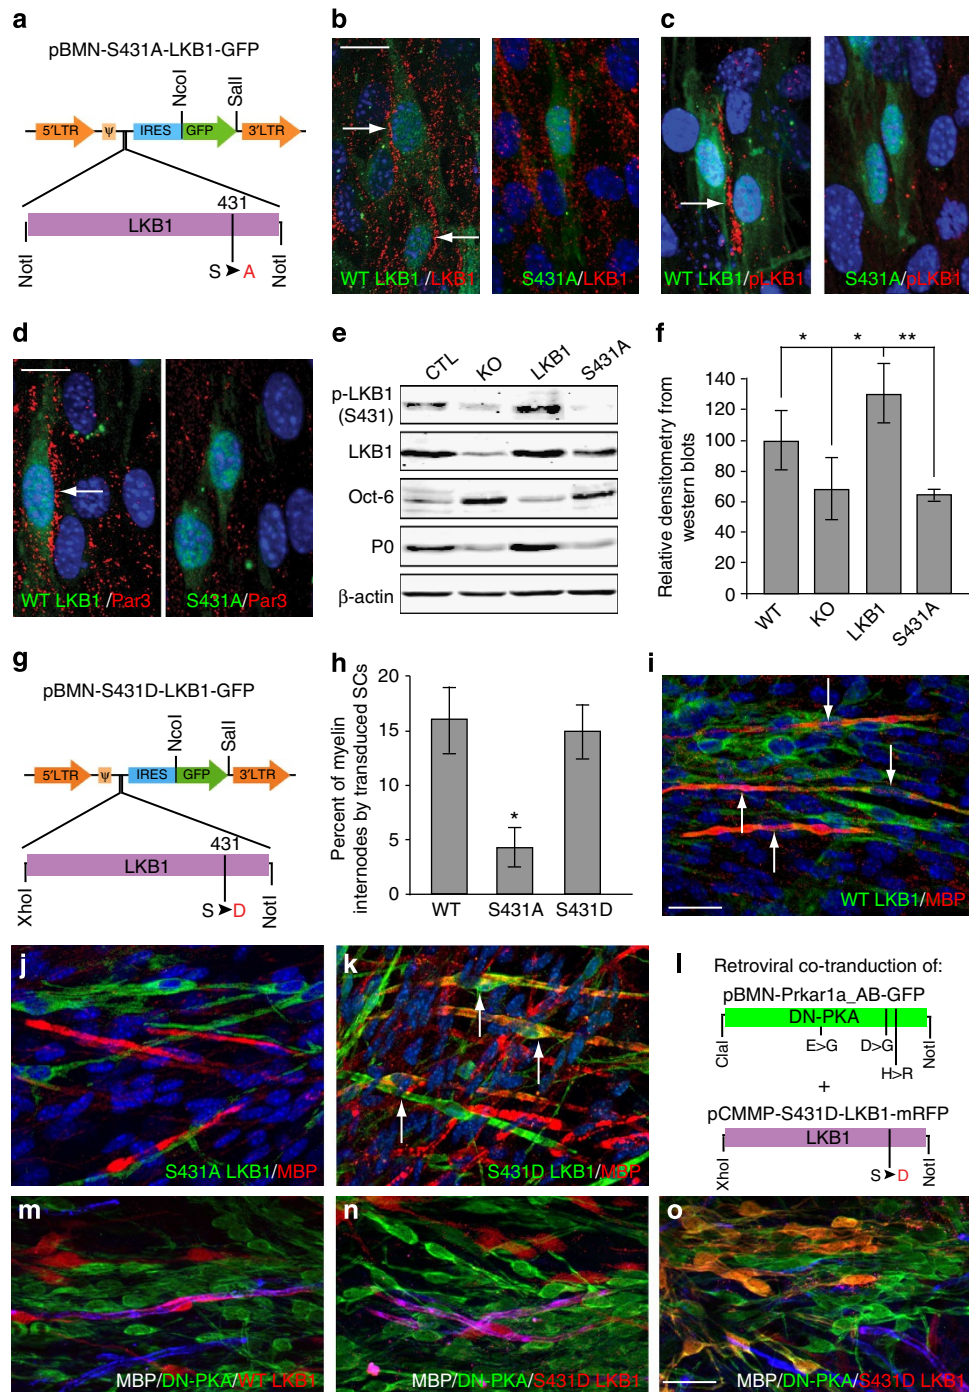 a
pBMN-S431A-LKB1-GFP
NcoI
SalI
5′LTR
ψ
IRES
GFP
3′LTR
431
LKB1
NotI
S➤A
NotI
b
WT LKB1/LKB1
S431A/LKB1
c
WT LKB1/pLKB1
S431A/pLKB1
d
WT LKB1/Par3
S431A/Par3
e
CTL
KO
LKB1
S431A
p-LKB1
(S431)
LKB1
Oct-6
P0
β-actin
f
* * **
Relative densitometry from
western blots
140
120
100
80
60
40
20
0
WT
KO
LKB1
S431A
g
pBMN-S431D-LKB1-GFP
NcoI
SalI
5′LTR
ψ
IRES
GFP
3′LTR
431
LKB1
XhoI
S➤D
NotI
h
Percent of myelin
internodes by transduced SCs
20
15
10
5
0
*
WT
S431A
S431D
i
WT LKB1/MBP
j
S431A LKB1/MBP
k
S431D LKB1/MBP
l
Retroviral co-tranduction of:
pBMN-Prkar1a_AB-GFP
DN-PKA
ClaI
E>G
D>G
H>R
NotI
+
pCMMP-S431D-LKB1-mRFP
LKB1
XhoI
S➤D
NotI
m
MBP/DN-PKA/WT LKB1
n
MBP/DN-PKA/S431D LKB1
o
MBP/DN-PKA/S431D LKB1